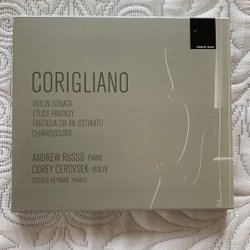 CORIGLIANO
VIOLIN SONATA
ETUDE FANTASY
FANTASIA ON AN OSTINATO
CHIAROSCURO
ANDREW RUSSO PIANO
COREY CEROVSEK VIOLIN
STEVEN HEYMAN PIANO II